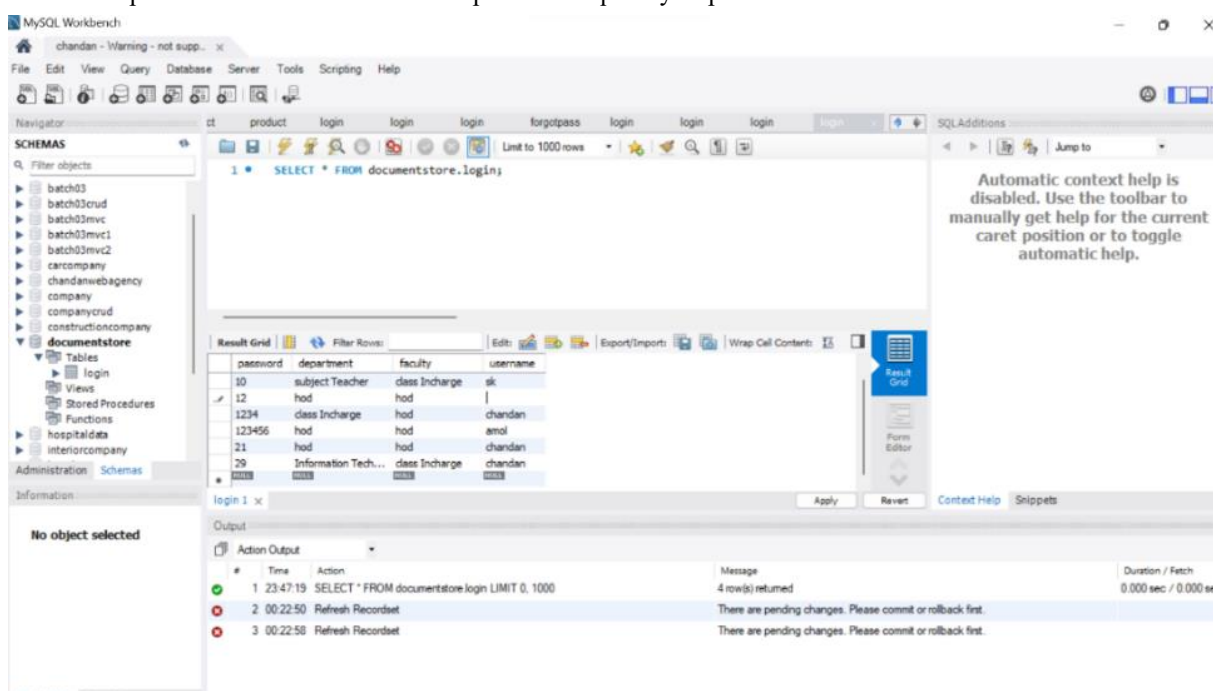 MySQL Workbench
chandan - Warning - not supp..
File Edit View Query Database Server Tools Scripting Help
Navigator
SCHEMAS
Filter objects
batch03
batch03crud
batch03mvc
batch03mvc1
batch03mvc2
carcompany
chandanwebagency
company
companycrud
constructioncompany
documentstore
Tables
login
Views
Stored Procedures
Functions
hospitaldata
interiorcompany
Administration Schemas
Information
No object selected
ct product login login login forgotpass login login login login
Limit to 1000 rows
1 SELECT * FROM documentstore.login;
Result Grid Filter Rows: Edit: Export/Import: Wrap Cell Content:
password department faculty username
10 subject Teacher class Incharge sk
12 hod hod
1234 class Incharge hod chandan
123456 hod hod amol
21 hod hod chandan
29 Information Tech... class Incharge chandan
NULL NULL NULL NULL
Result Grid
Form Editor
login 1 Apply Revert
SQLAdditions
Jump to
Automatic context help is
disabled. Use the toolbar to
manually get help for the current
caret position or to toggle
automatic help.
Context Help Snippets
Output
Action Output
# Time Action Message Duration / Fetch
1 23:47:19 SELECT * FROM documentstore.login LIMIT 0, 1000 4 row(s) returned 0.000 sec / 0.000 se
2 00:22:50 Refresh Recordset There are pending changes. Please commit or rollback first.
3 00:22:58 Refresh Recordset There are pending changes. Please commit or rollback first.